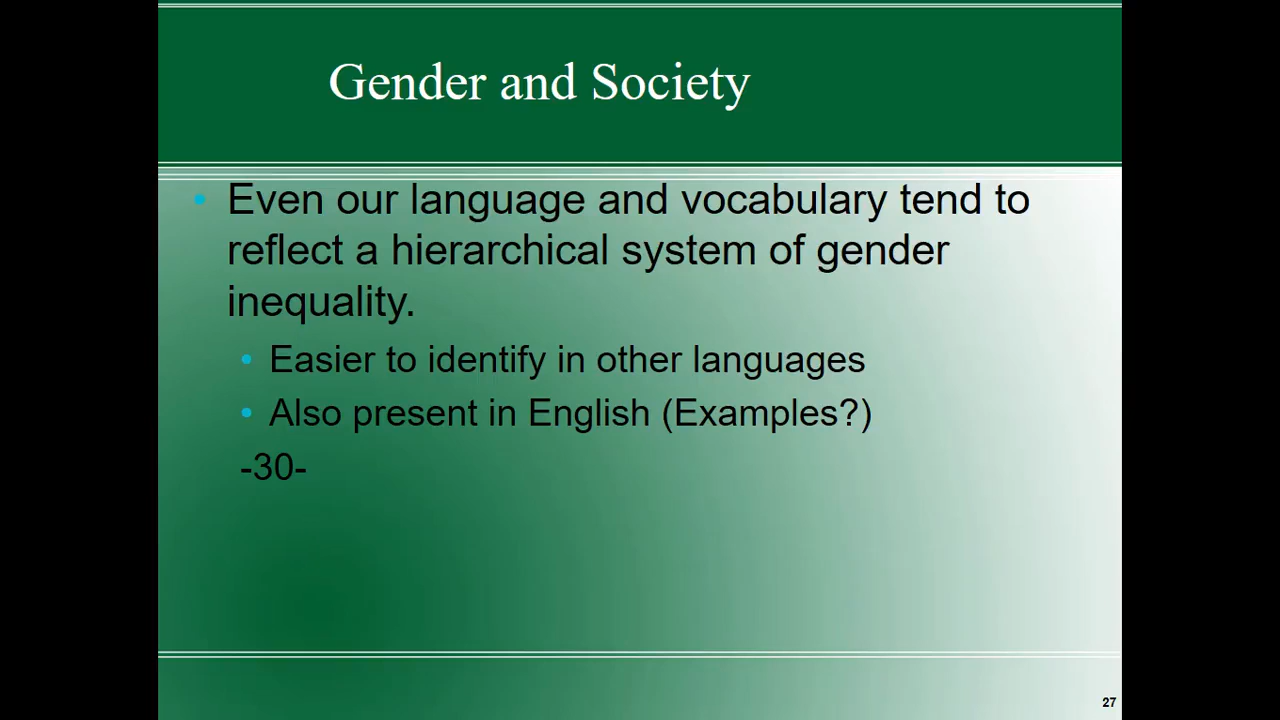 Gender and Society
• Even our language and vocabulary tend to
reflect a hierarchical system of gender
inequality.
• Easier to identify in other languages
• Also present in English (Examples?)
-30-
27